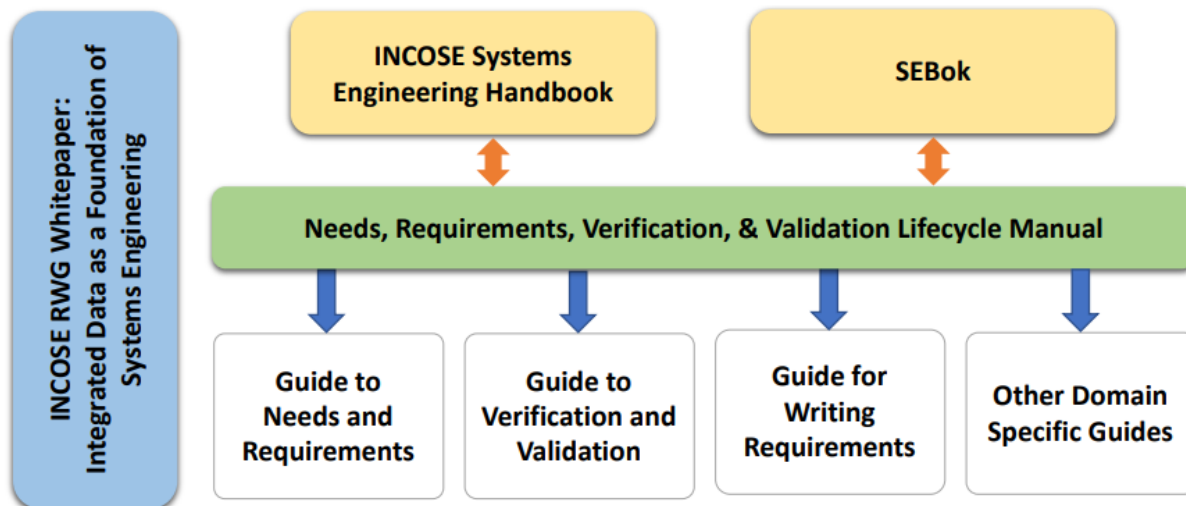 INCOSE RWG Whitepaper:
Integrated Data as a Foundation of
Systems Engineering
INCOSE Systems
Engineering Handbook
SEBok
Needs, Requirements, Verification, & Validation Lifecycle Manual
Guide to
Needs and
Requirements
Guide to
Verification and
Validation
Guide for
Writing
Requirements
Other Domain
Specific Guides